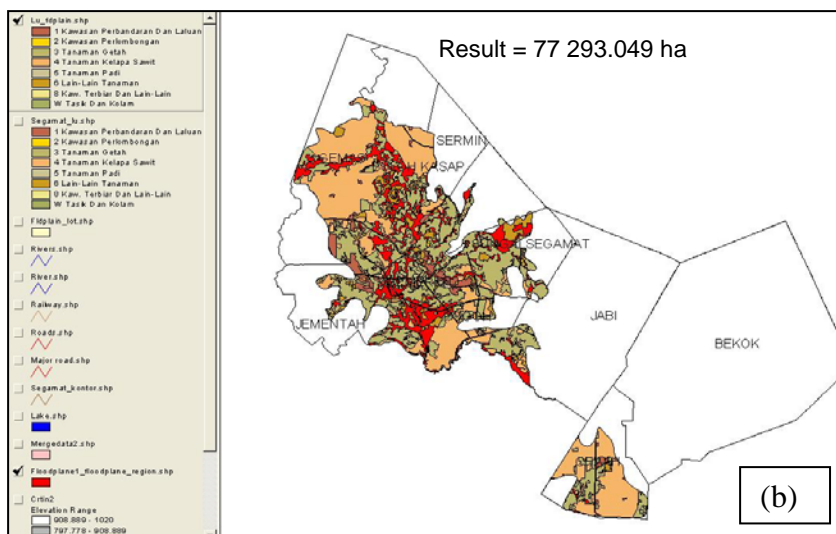 Lu_fldplain.shp
1 Kawasan Perbandaran Dan Laluan
2 Kawasan Perlombongan
3 Tanaman Getah
4 Tanaman Kelapa Sawit
5 Tanaman Padi
6 Lain-Lain Tanaman
8 Kaw. Terbiar Dan Lain-Lain
W Tasik Dan Kolam
Segamat_lu.shp
1 Kawasan Perbandaran Dan Laluan
2 Kawasan Perlombongan
3 Tanaman Getah
4 Tanaman Kelapa Sawit
5 Tanaman Padi
6 Lain-Lain Tanaman
8 Kaw. Terbiar Dan Lain-Lain
W Tasik Dan Kolam
Fldplain_lot.shp
Rivers.shp
River.shp
Railway.shp
Roads.shp
Major road.shp
Segamat_kontor.shp
Lake.shp
Mergedata2.shp
Floodplane1_floodplane_region.shp
Crtin2
Elevation Range
908.889 - 1020
797.778 - 908.889
Result = 77 293.049 ha
SERMIN
KASAP
SEGAMAT
JEMENTAH
JABI
BEKOK
(b)